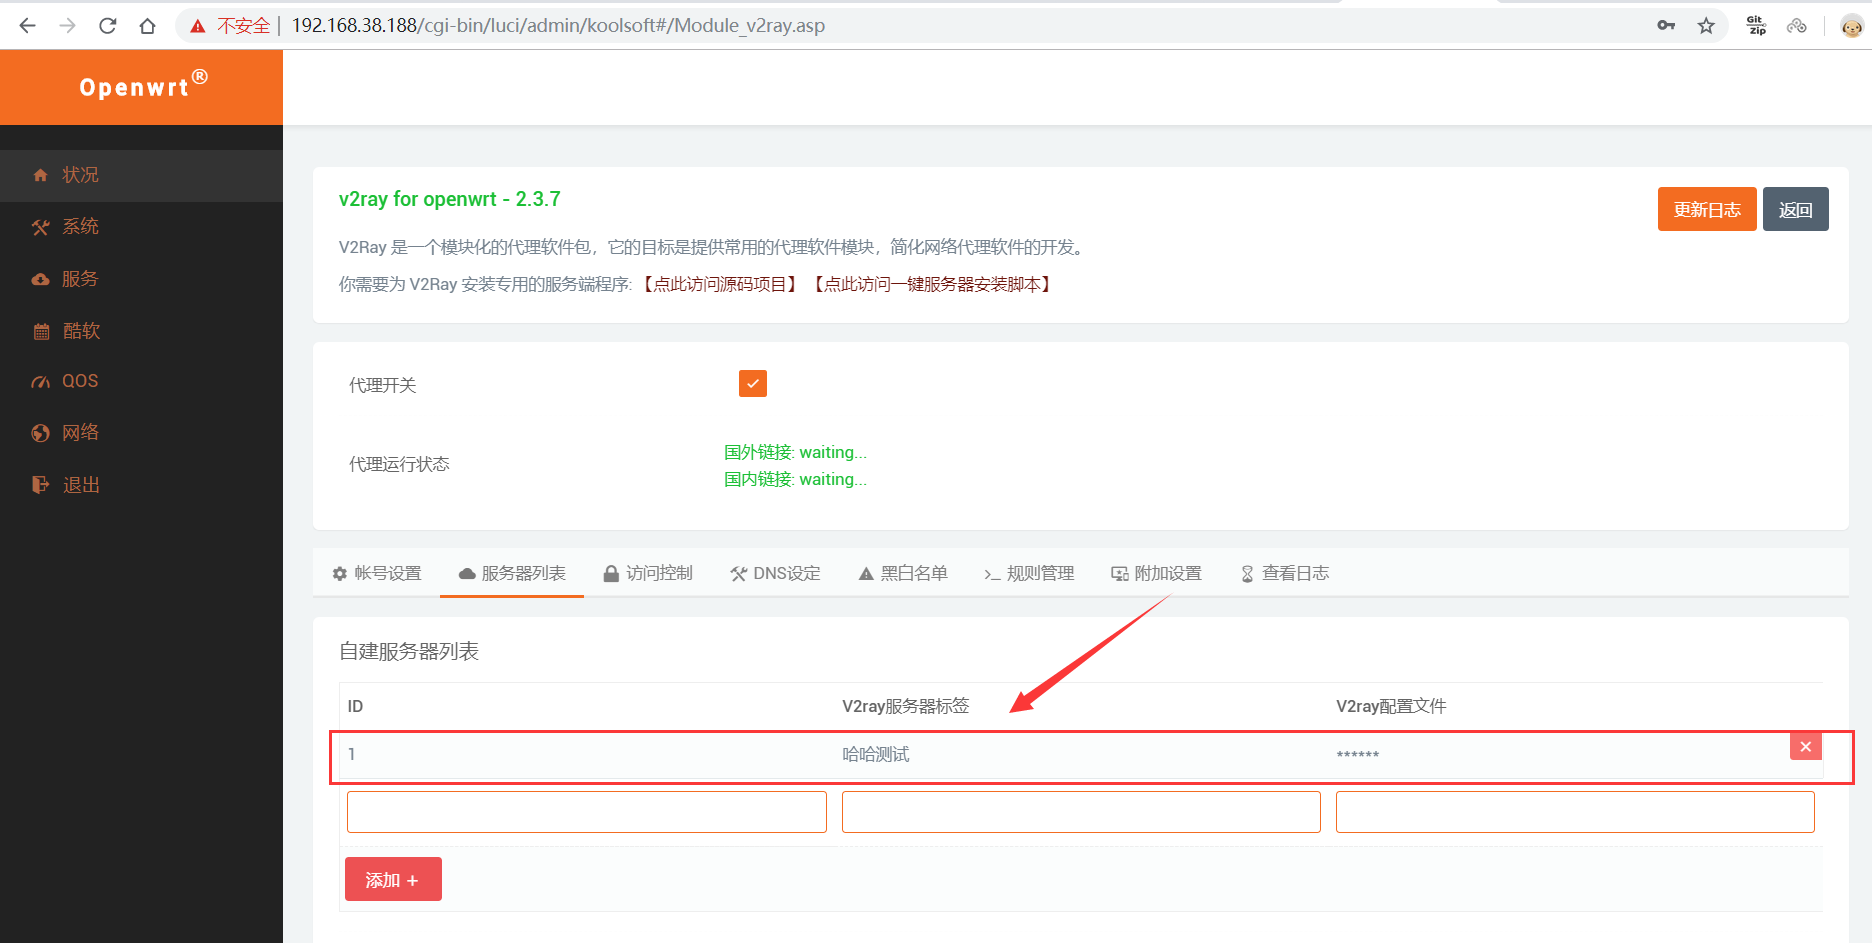 不安全 | 192.168.38.188/cgi-bin/luci/admin/koolsoft#/Module_v2ray.asp
Git Zip
Openwrt®
状况
系统
服务
酷软
QOS
网络
退出
v2ray for openwrt - 2.3.7
更新日志 返回
V2Ray 是一个模块化的代理软件包，它的目标是提供常用的代理软件模块，简化网络代理软件的开发。
你需要为 V2Ray 安装专用的服务端程序: 【点此访问源码项目】 【点此访问一键服务器安装脚本】
代理开关
代理运行状态
国外链接: waiting...
国内链接: waiting...
帐号设置 服务器列表 访问控制 DNS设定 黑白名单 规则管理 附加设置 查看日志
自建服务器列表
ID V2ray服务器标签 V2ray配置文件
1 哈哈测试 ******
添加 +